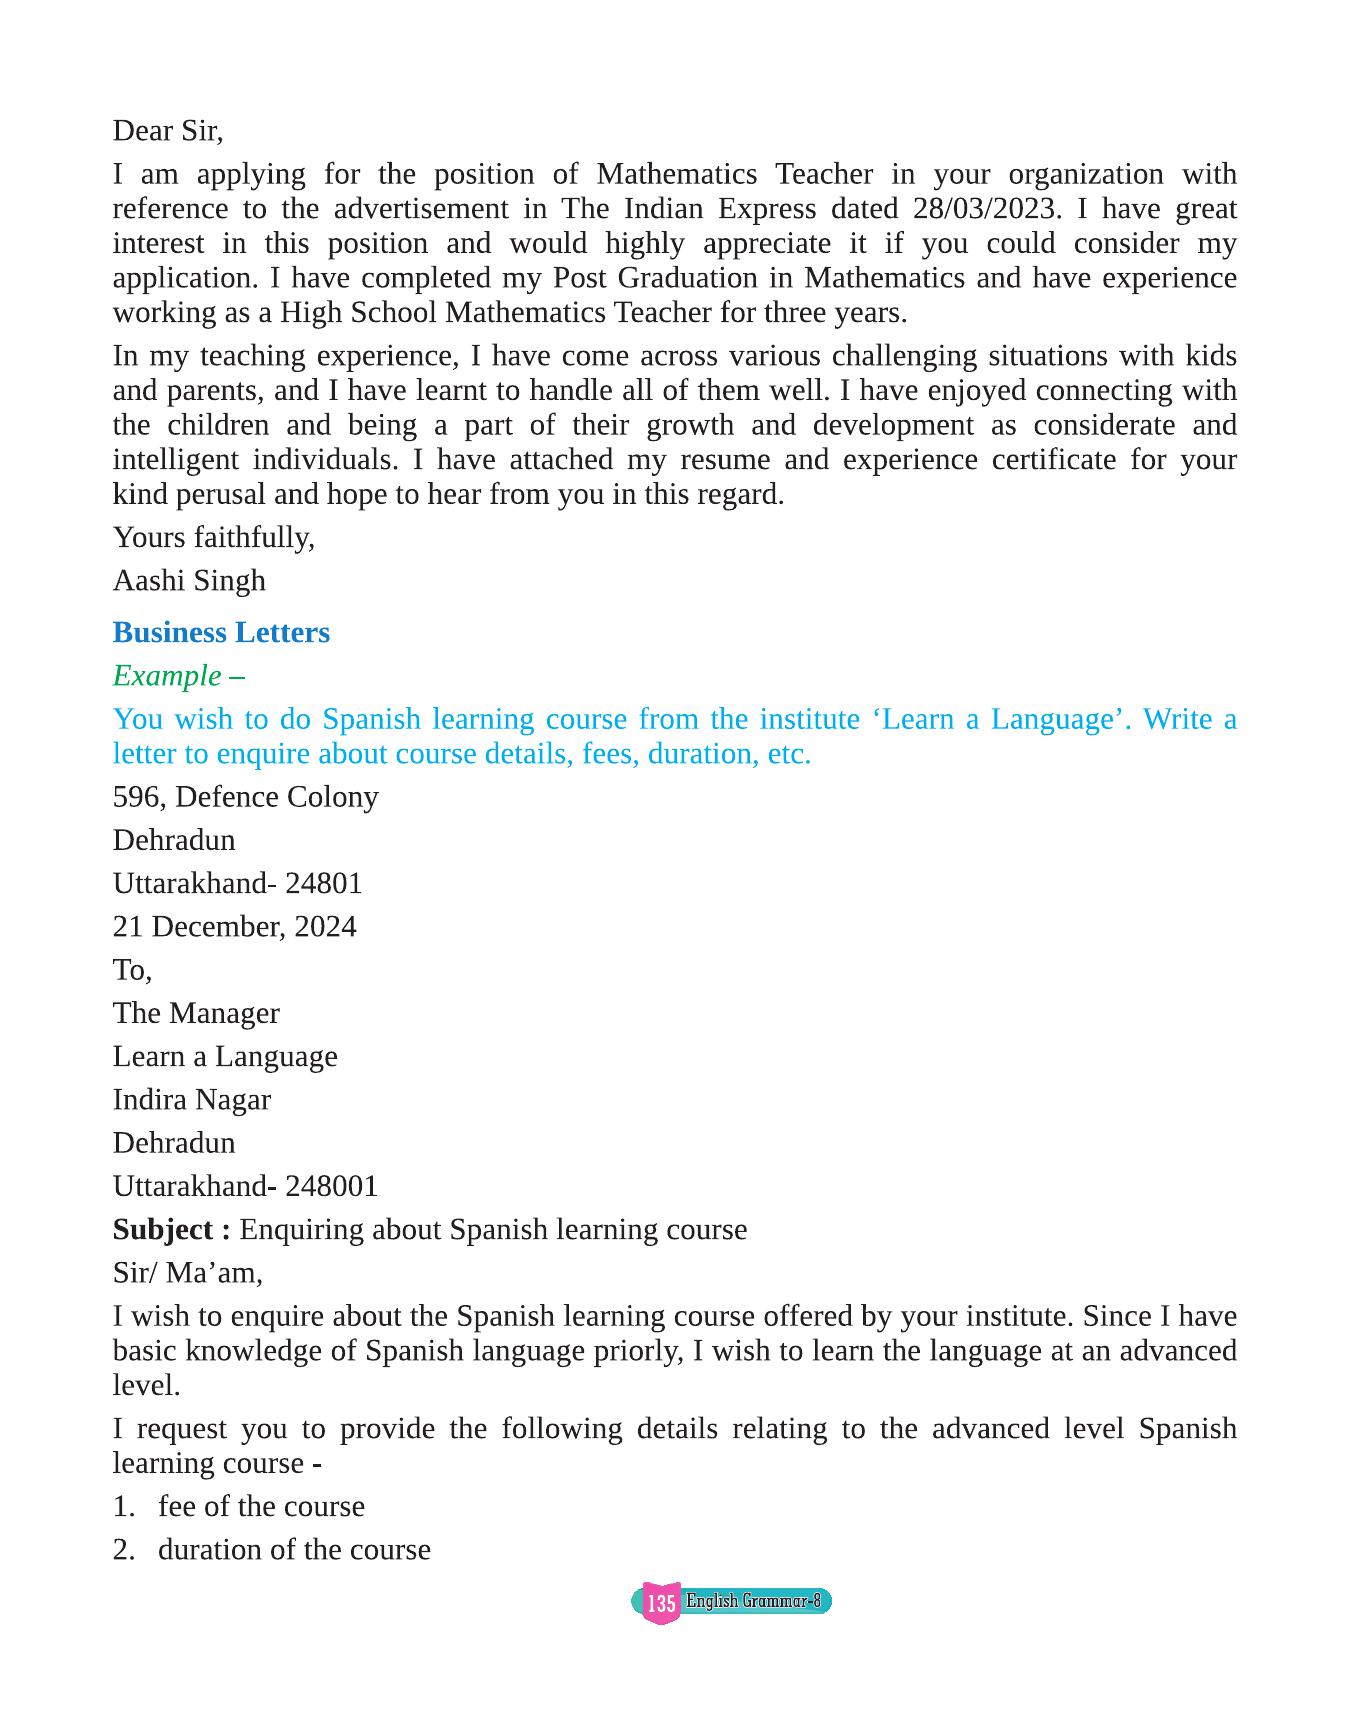 Dear Sir,
I am applying for the position of Mathematics Teacher in your organization with
reference to the advertisement in The Indian Express dated 28/03/2023. I have great
interest in this position and would highly appreciate it if you could consider my
application. I have completed my Post Graduation in Mathematics and have experience
working as a High School Mathematics Teacher for three years.
In my teaching experience, I have come across various challenging situations with kids
and parents, and I have learnt to handle all of them well. I have enjoyed connecting with
the children and being a part of their growth and development as considerate and
intelligent individuals. I have attached my resume and experience certificate for your
kind perusal and hope to hear from you in this regard.
Yours faithfully,
Aashi Singh
Business Letters
Example –
You wish to do Spanish learning course from the institute ‘Learn a Language’. Write a
letter to enquire about course details, fees, duration, etc.
596, Defence Colony
Dehradun
Uttarakhand- 24801
21 December, 2024
To,
The Manager
Learn a Language
Indira Nagar
Dehradun
Uttarakhand- 248001
Subject : Enquiring about Spanish learning course
Sir/ Ma’am,
I wish to enquire about the Spanish learning course offered by your institute. Since I have
basic knowledge of Spanish language priorly, I wish to learn the language at an advanced
level.
I request you to provide the following details relating to the advanced level Spanish
learning course -
1. fee of the course
2. duration of the course
135 English Grammar-8